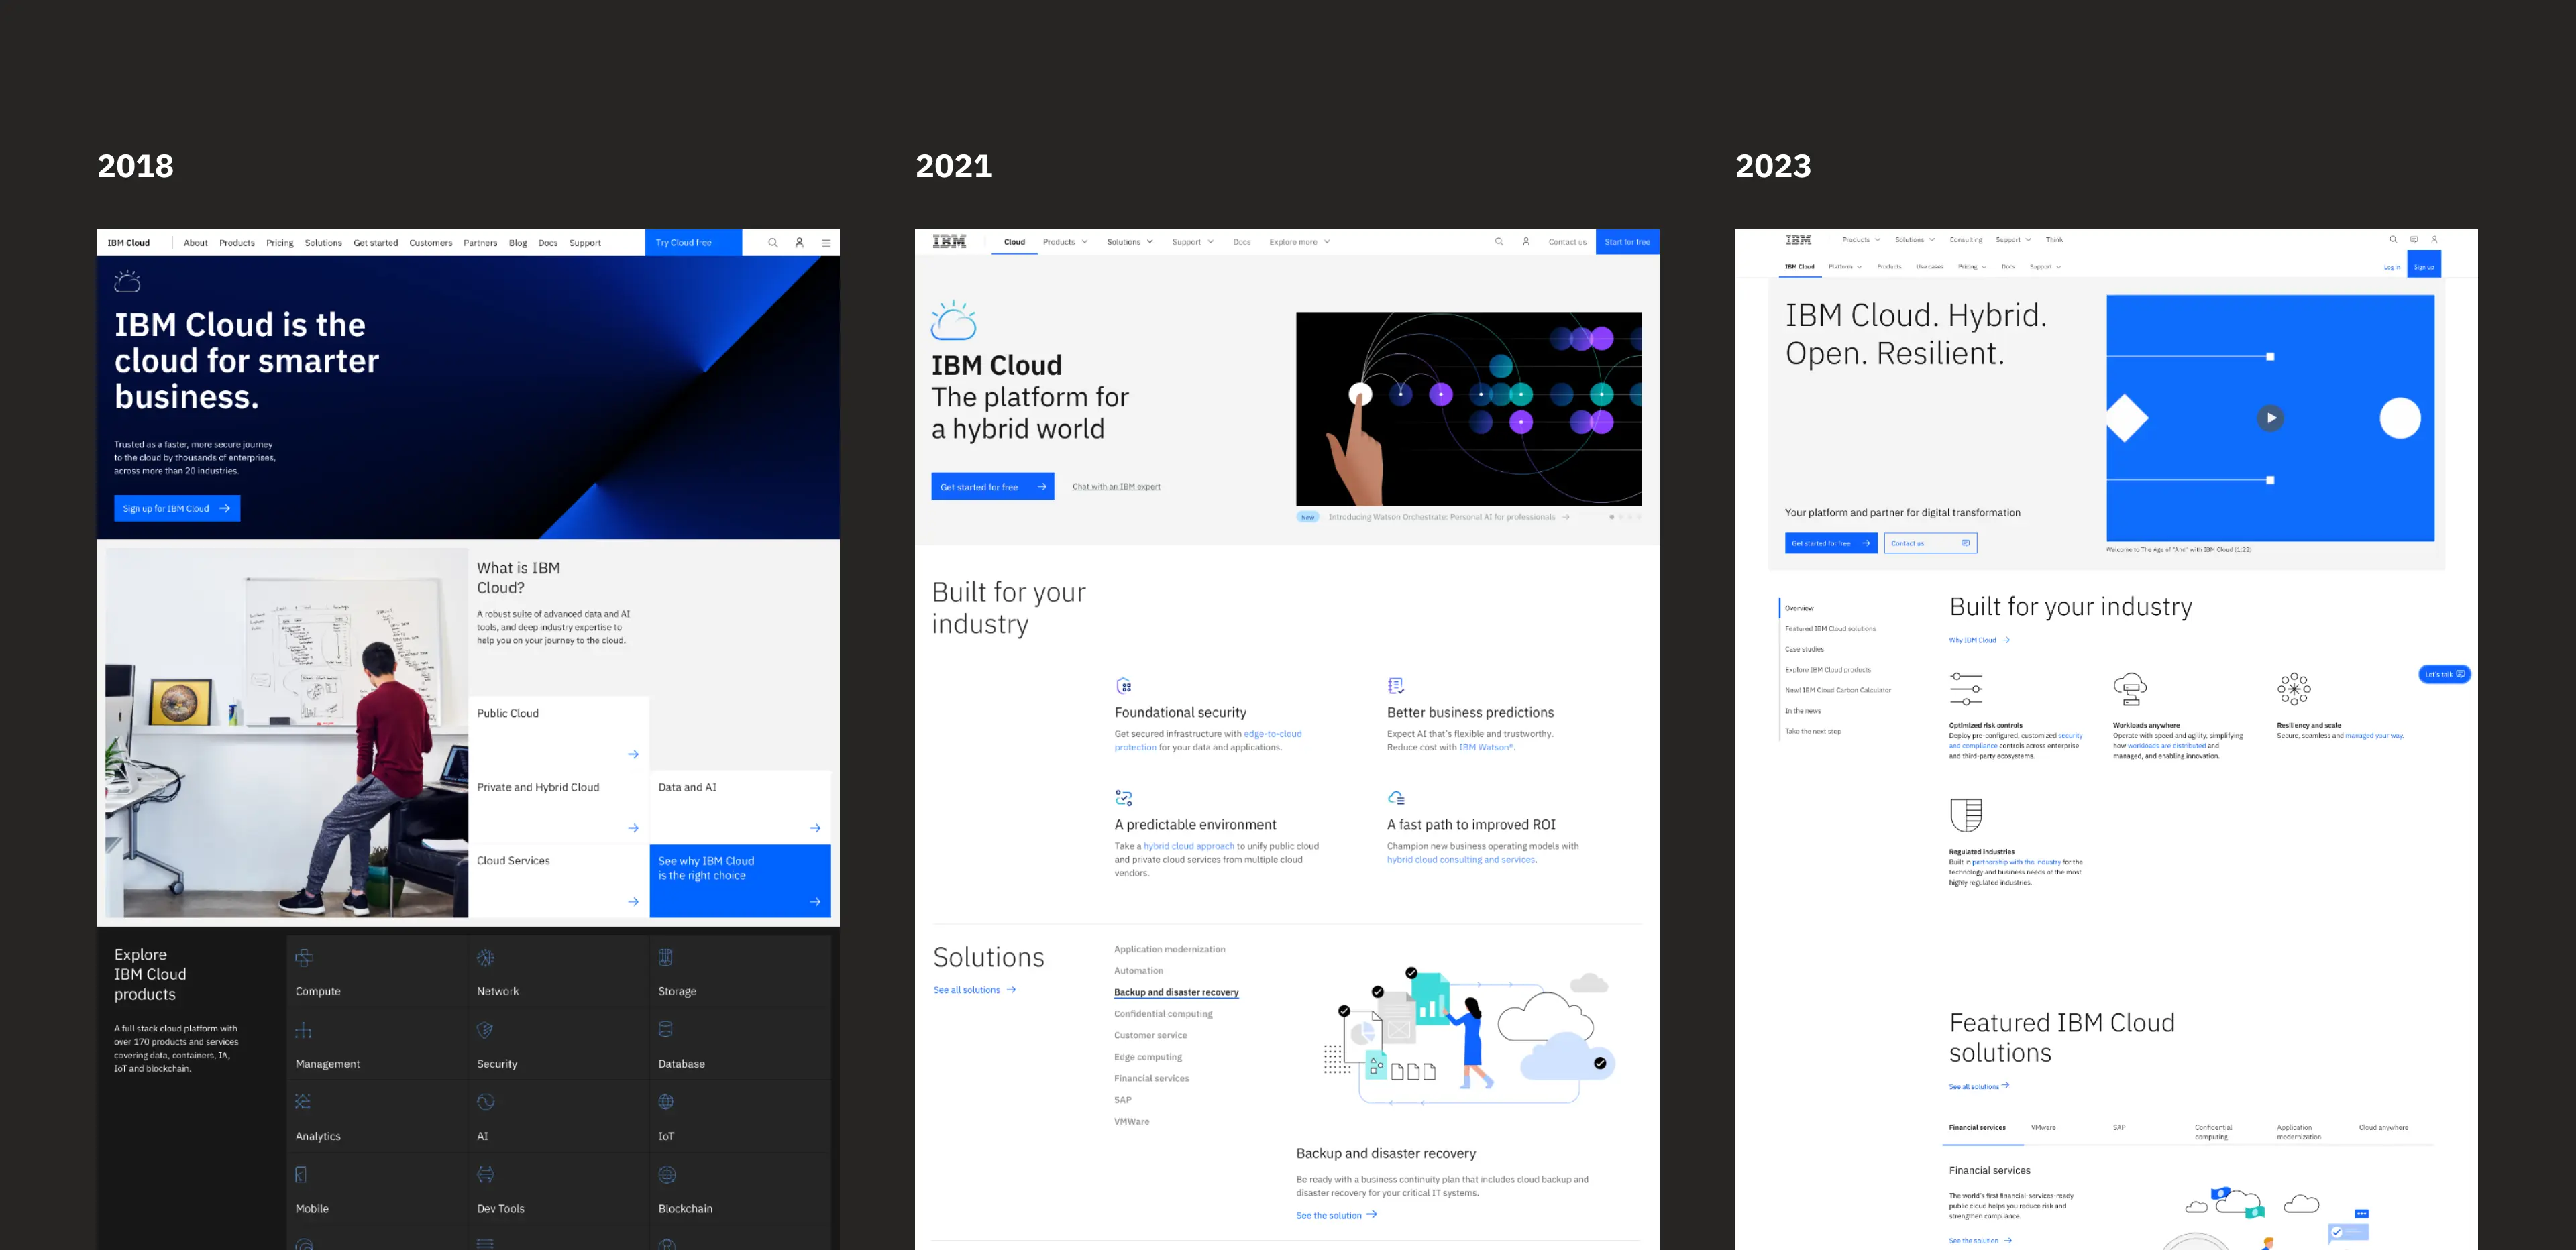 2018
IBM Cloud
About Products Pricing Solutions Get started Customers Partners Blog Docs Support
Try Cloud free
IBM Cloud is the
cloud for smarter
business.
Trusted as a faster, more secure journey
to the cloud by thousands of enterprises,
across more than 20 industries.
Sign up for IBM Cloud
What is IBM
Cloud?
A robust suite of advanced data and AI
tools, and deep industry expertise to
help you on your journey to the cloud.
Public Cloud
Private and Hybrid Cloud
Data and AI
Cloud Services
See why IBM Cloud
is the right choice
Explore
IBM Cloud
products
A full stack cloud platform with
over 170 products and services
covering data, containers, IA,
IoT and blockchain.
Compute
Network
Storage
Management
Security
Database
Analytics
AI
IoT
Mobile
Dev Tools
Blockchain
2021
IBM
Cloud Products Solutions Support Docs Explore more
Contact us
Start for free
IBM Cloud
The platform for
a hybrid world
Get started for free
Chat with an IBM expert
New
Introducing Watson Orchestrate: Personal AI for professionals
Built for your
industry
Foundational security
Get secured infrastructure with edge-to-cloud
protection for your data and applications.
Better business predictions
Expect AI that's flexible and trustworthy.
Reduce cost with IBM Watson®.
A predictable environment
Take a hybrid cloud approach to unify public cloud
and private cloud services from multiple cloud
vendors.
A fast path to improved ROI
Champion new business operating models with
hybrid cloud consulting and services.
Solutions
See all solutions
Application modernization
Automation
Backup and disaster recovery
Confidential computing
Customer service
Edge computing
Financial services
SAP
VMWare
Backup and disaster recovery
Be ready with a business continuity plan that includes cloud backup and
disaster recovery for your critical IT systems.
See the solution
2023
IBM
Products Solutions Consulting Support Think
IBM Cloud Platform Products Use cases Pricing Docs Support
Log in
Sign up
IBM Cloud. Hybrid.
Open. Resilient.
Your platform and partner for digital transformation
Get started for free
Contact us
Welcome to The Age of "And" with IBM Cloud (1:22)
Overview
Featured IBM Cloud solutions
Case studies
Explore IBM Cloud products
New! IBM Cloud Carbon Calculator
In the news
Take the next step
Built for your industry
Why IBM Cloud
Let's talk
Optimized risk controls
Deploy pre-configured, customized security
and compliance controls across enterprise
and third-party ecosystems.
Workloads anywhere
Operate with speed and agility, simplifying
how workloads are distributed and
managed, and enabling innovation.
Resiliency and scale
Secure, seamless and managed your way.
Regulated industries
Built in partnership with the industry for the
technology and business needs of the most
highly regulated industries.
Featured IBM Cloud
solutions
See all solutions
Financial services
VMware
SAP
Confidential
computing
Application
modernization
Cloud anywhere
Financial services
The world's first financial-services-ready
public cloud helps you reduce risk and
strengthen compliance.
See the solution